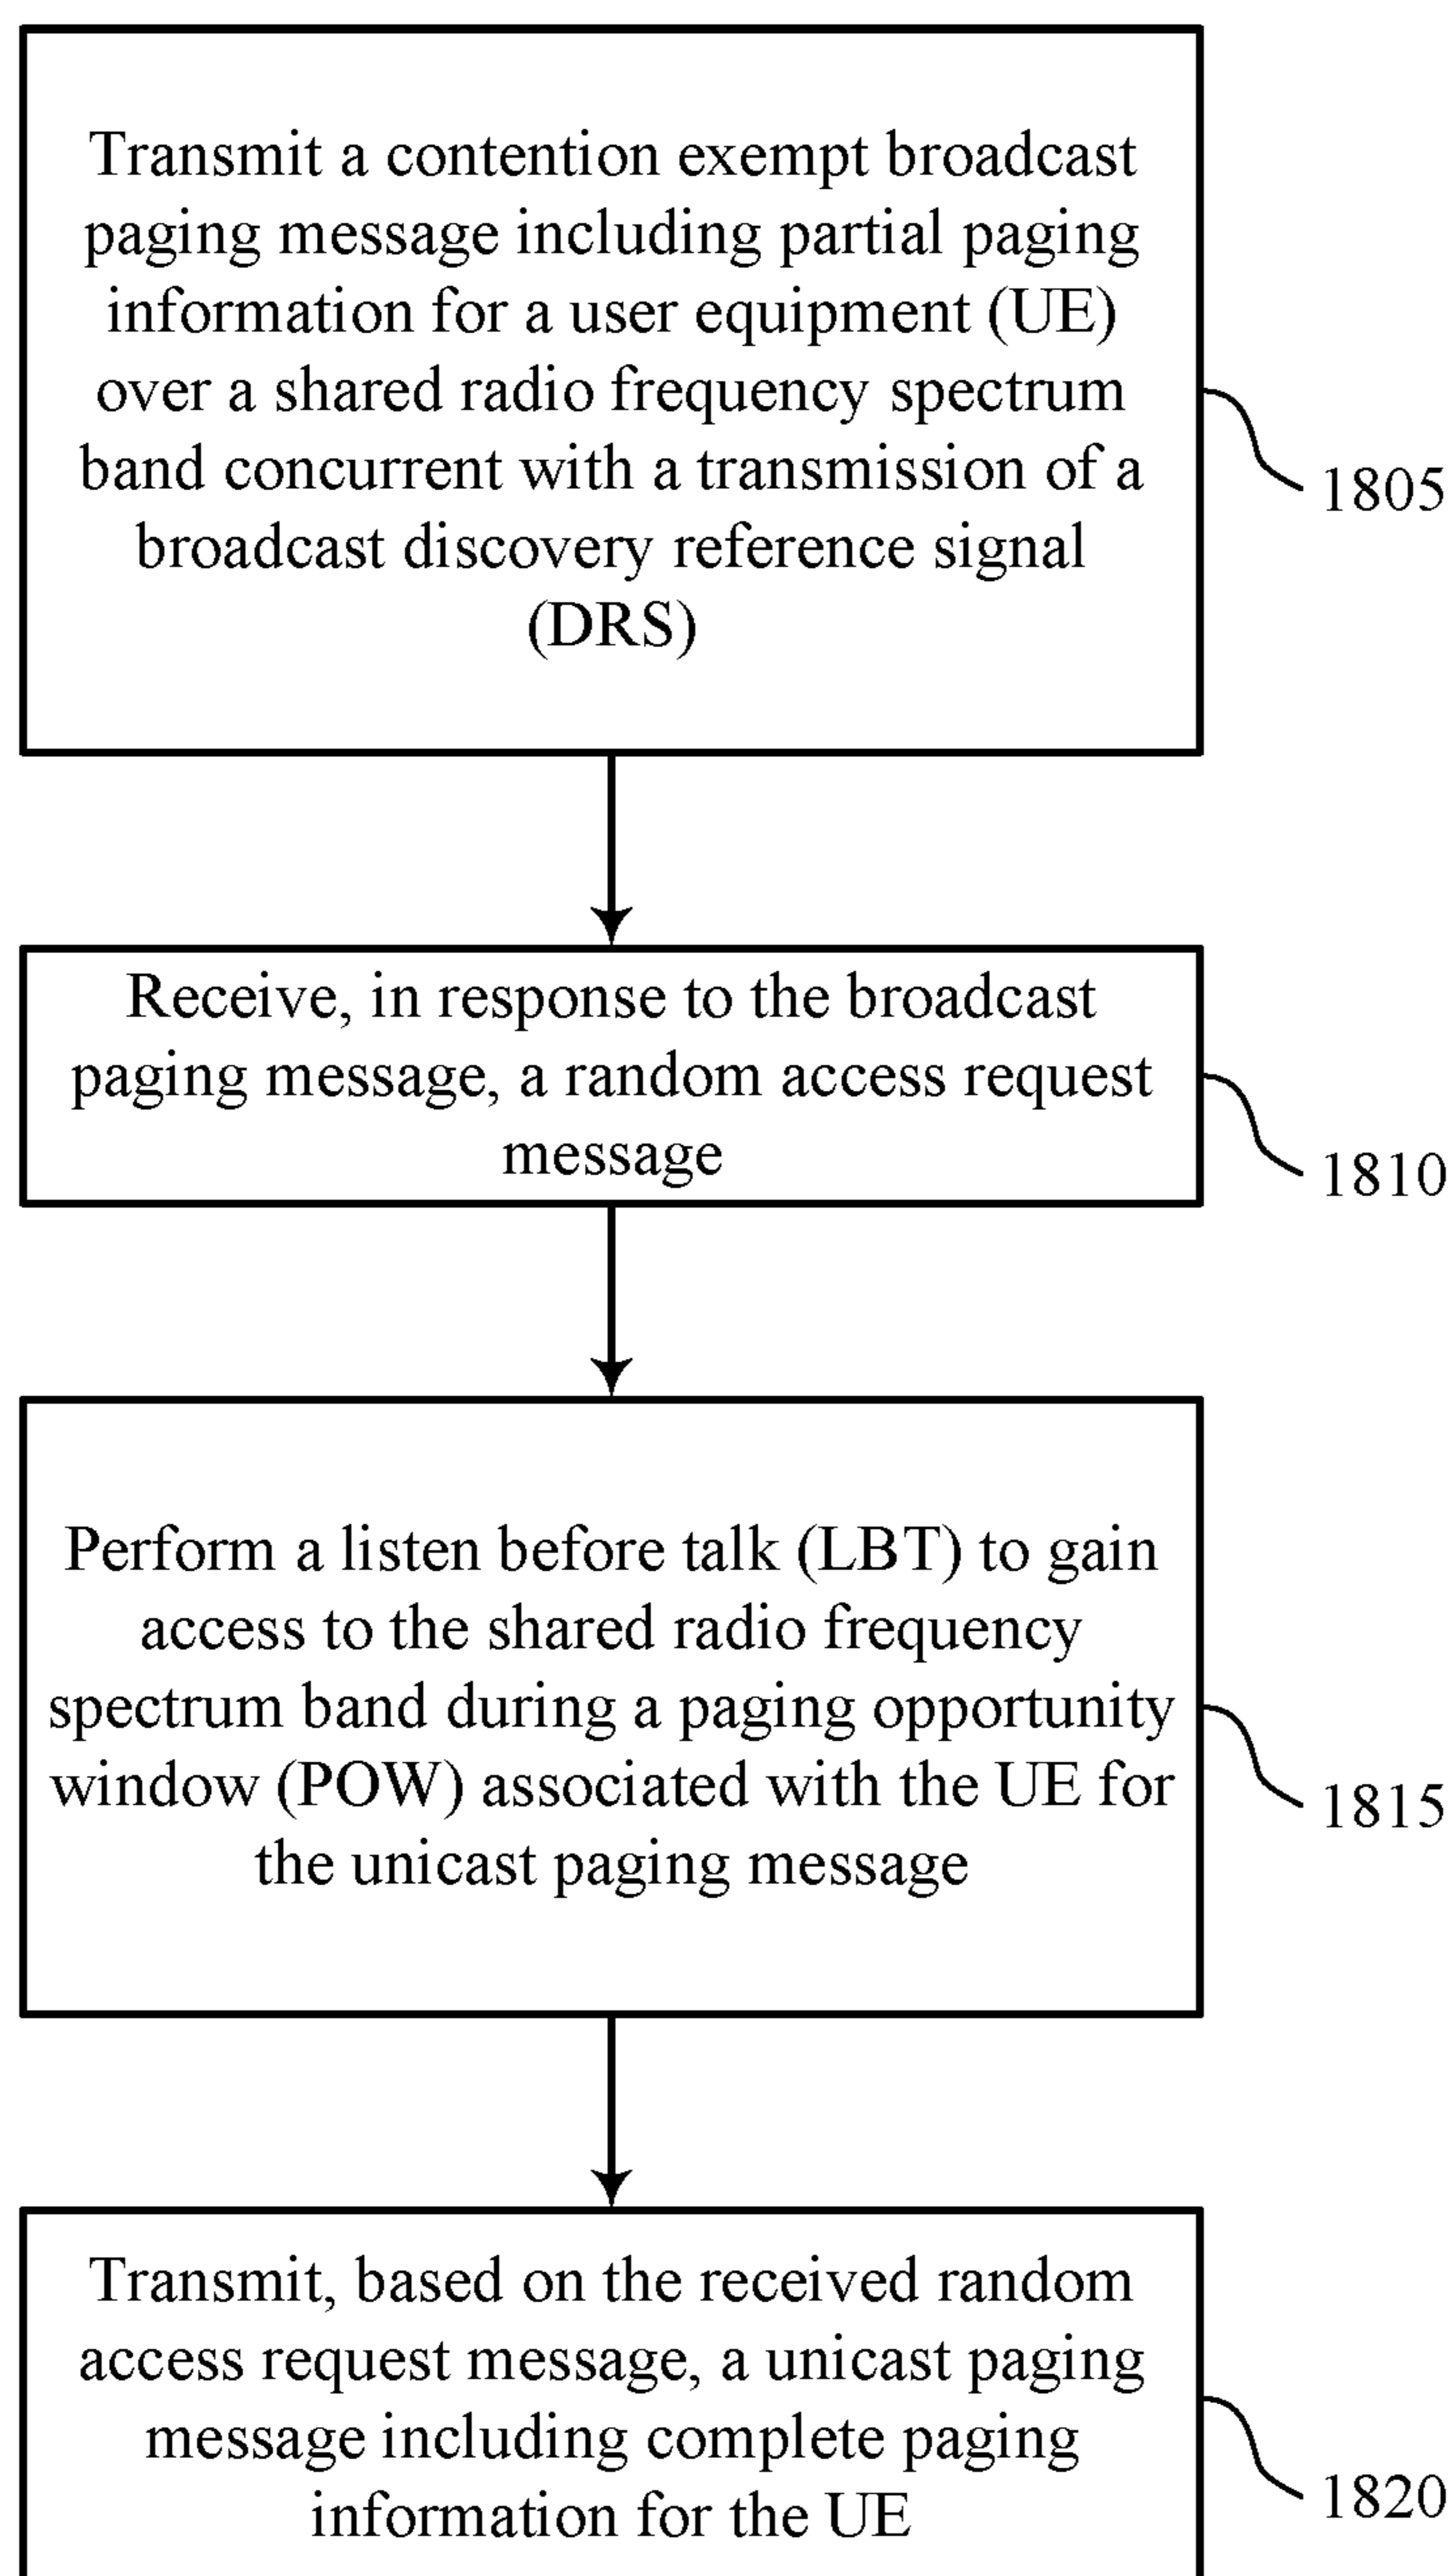 Transmit a contention exempt broadcast
paging message including partial paging
information for a user equipment (UE)
over a shared radio frequency spectrum
band concurrent with a transmission of a
broadcast discovery reference signal
(DRS)
1805
Receive, in response to the broadcast
paging message, a random access request
message
1810
Perform a listen before talk (LBT) to gain
access to the shared radio frequency
spectrum band during a paging opportunity
window (POW) associated with the UE for
the unicast paging message
1815
Transmit, based on the received random
access request message, a unicast paging
message including complete paging
information for the UE
1820